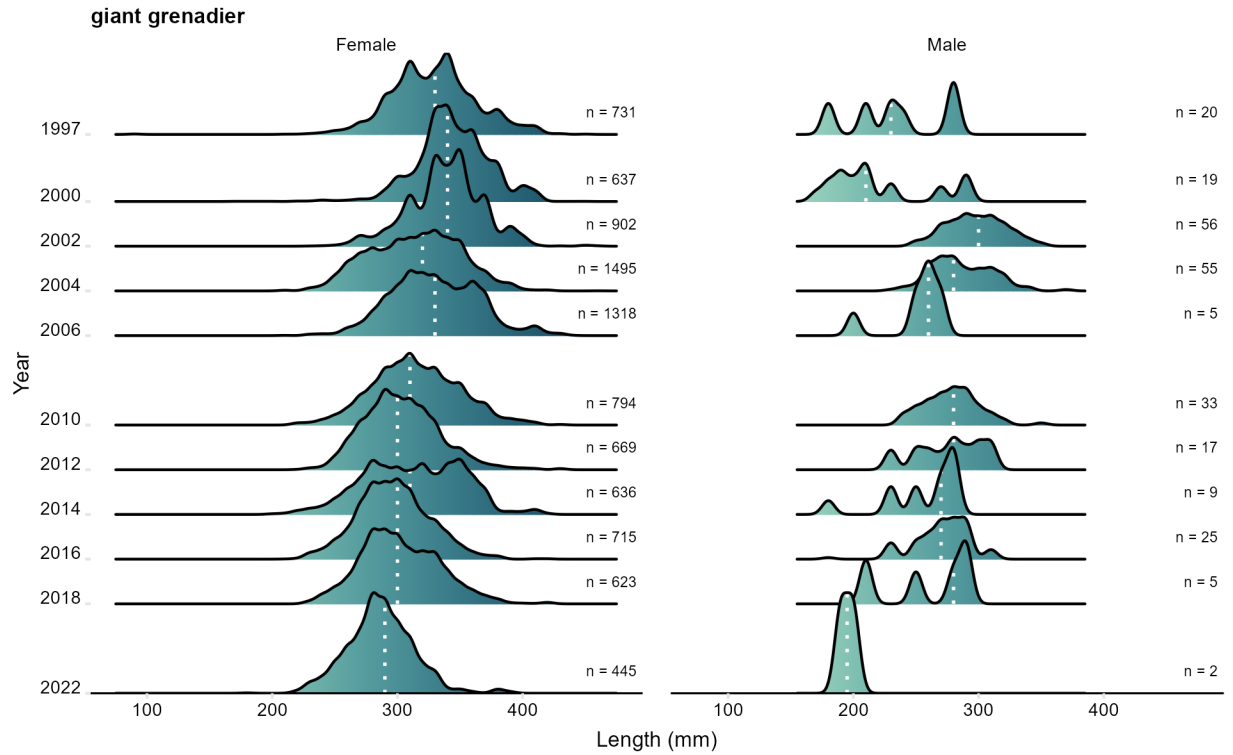 giant grenadier
Female Male
1997 n = 731 n = 20
2000 n = 637 n = 19
2002 n = 902 n = 56
2004 n = 1495 n = 55
2006 n = 1318 n = 5
Year
2010 n = 794 n = 33
2012 n = 669 n = 17
2014 n = 636 n = 9
2016 n = 715 n = 25
2018 n = 623 n = 5
2022 n = 445 n = 2
100 200 300 400 100 200 300 400
Length (mm)